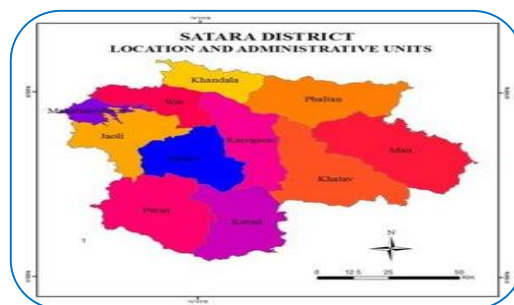 SATARA DISTRICT
LOCATION AND ADMINISTRATIVE UNITS
Khandala
Phaltan
Wai
Jaoli
Koregaon
Man
Khatav
Patan
Karad
N
0 12.5 25 50